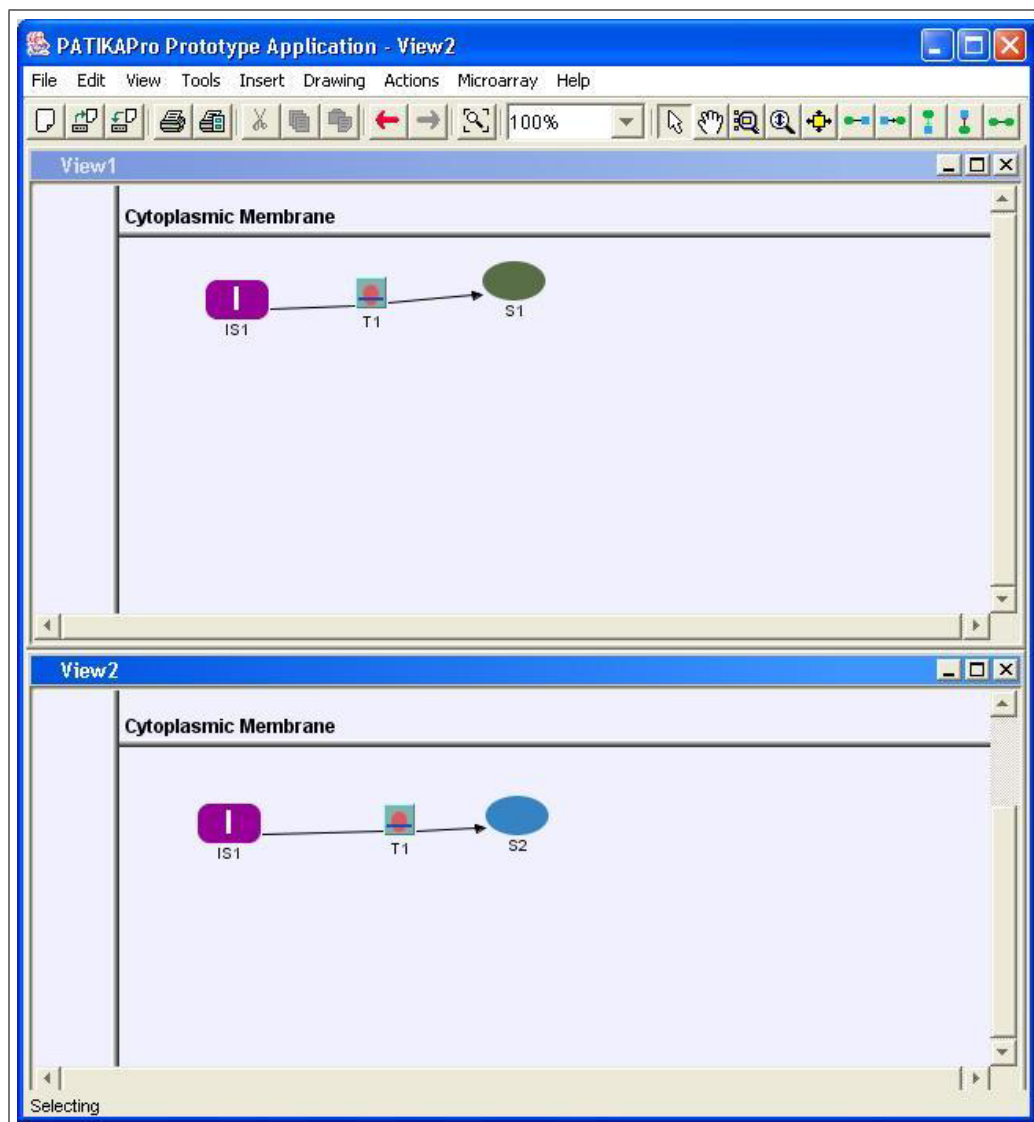 PATIKAPro Prototype Application - View2
File Edit View Tools Insert Drawing Actions Microarray Help
100%
View1
Cytoplasmic Membrane
I
IS1
T1
S1
View2
Cytoplasmic Membrane
I
IS1
T1
S2
Selecting